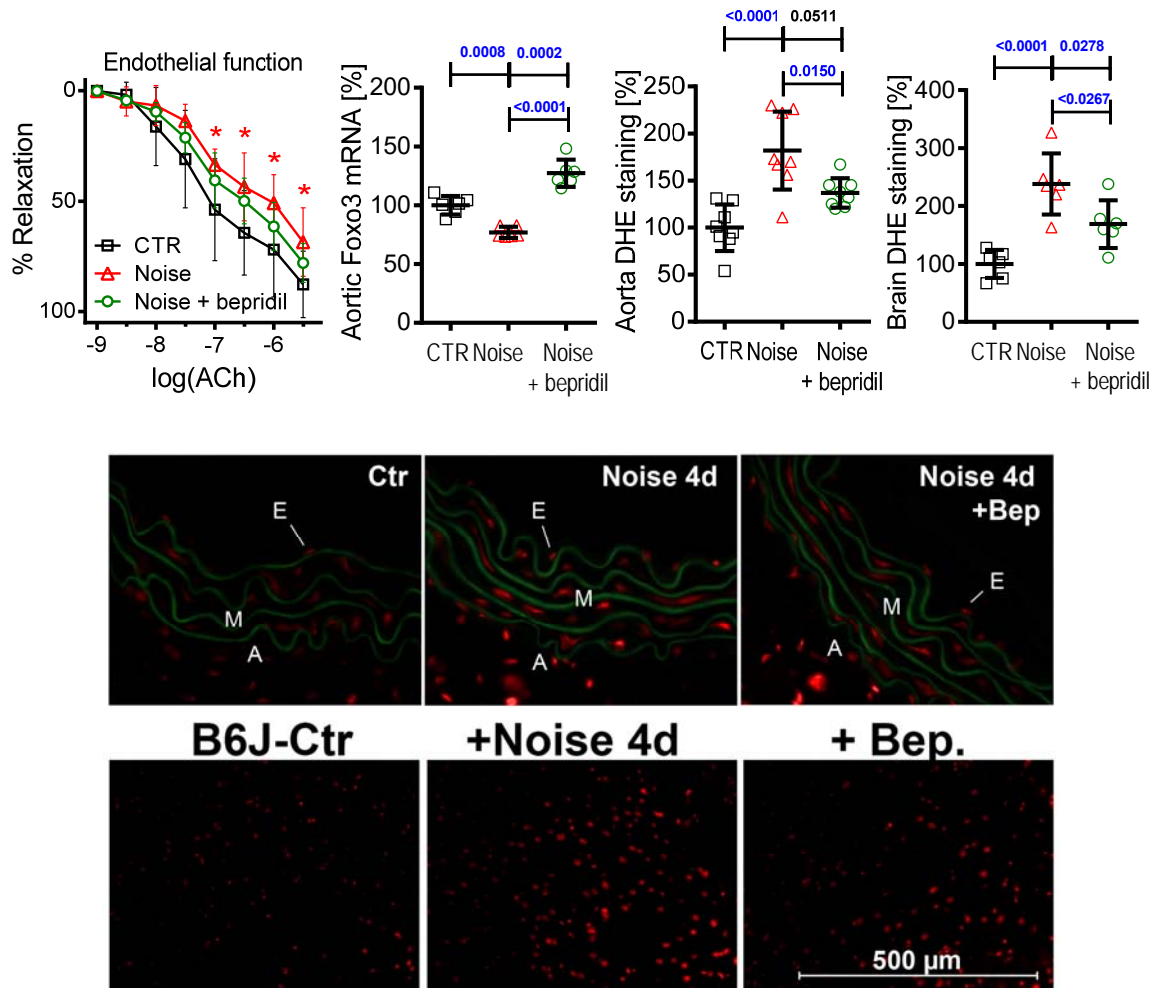 Endothelial function
% Relaxation
0
50
100
CTR
Noise
Noise + bepridil
* * * *
-9 -8 -7 -6
log(ACh)
0.0008 0.0002
<0.0001
Aortic Foxo3 mRNA [%]
200
150
100
50
0
CTR Noise Noise
+ bepridil
<0.0001 0.0511
0.0150
Aorta DHE staining [%]
250
200
150
100
50
0
CTR Noise Noise
+ bepridil
<0.0001 0.0278
<0.0267
Brain DHE staining [%]
400
300
200
100
0
CTR Noise Noise
+ bepridil
Ctr
E
M
A
Noise 4d
E
M
A
Noise 4d
+Bep
E
M
A
B6J-Ctr
+Noise 4d
+ Bep.
500 µm